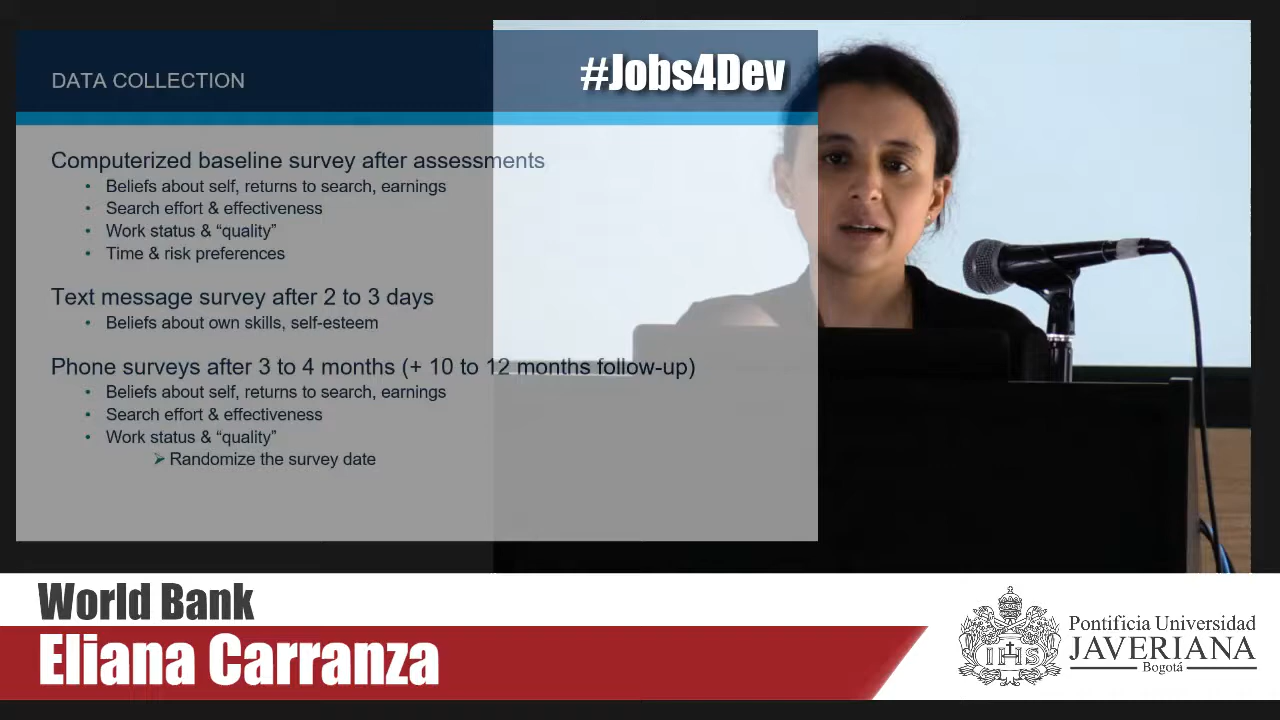 #Jobs4Dev
DATA COLLECTION
Computerized baseline survey after assessments
• Beliefs about self, returns to search, earnings
• Search effort & effectiveness
• Work status & “quality”
• Time & risk preferences
Text message survey after 2 to 3 days
• Beliefs about own skills, self-esteem
Phone surveys after 3 to 4 months (+ 10 to 12 months follow-up)
• Beliefs about self, returns to search, earnings
• Search effort & effectiveness
• Work status & “quality”
➢ Randomize the survey date
World Bank
Eliana Carranza
IHS
Pontificia Universidad
JAVERIANA
Bogotá